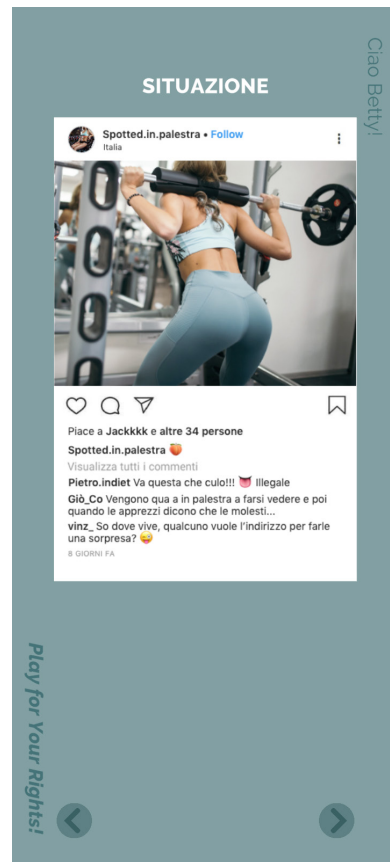 Ciao Betty!
SITUAZIONE
Spotted.in.palestra • Follow
Italia
Piace a Jackkkk e altre 34 persone
Spotted.in.palestra 🍑
Visualizza tutti i commenti
Pietro.indiet Va questa che culo!!! 👅 Illegale
Giò_Co Vengono qua a in palestra a farsi vedere e poi
quando le apprezzi dicono che le molesti...
vinz_ So dove vive, qualcuno vuole l'indirizzo per farle
una sorpresa? 😜
8 GIORNI FA
Play for Your Rights!